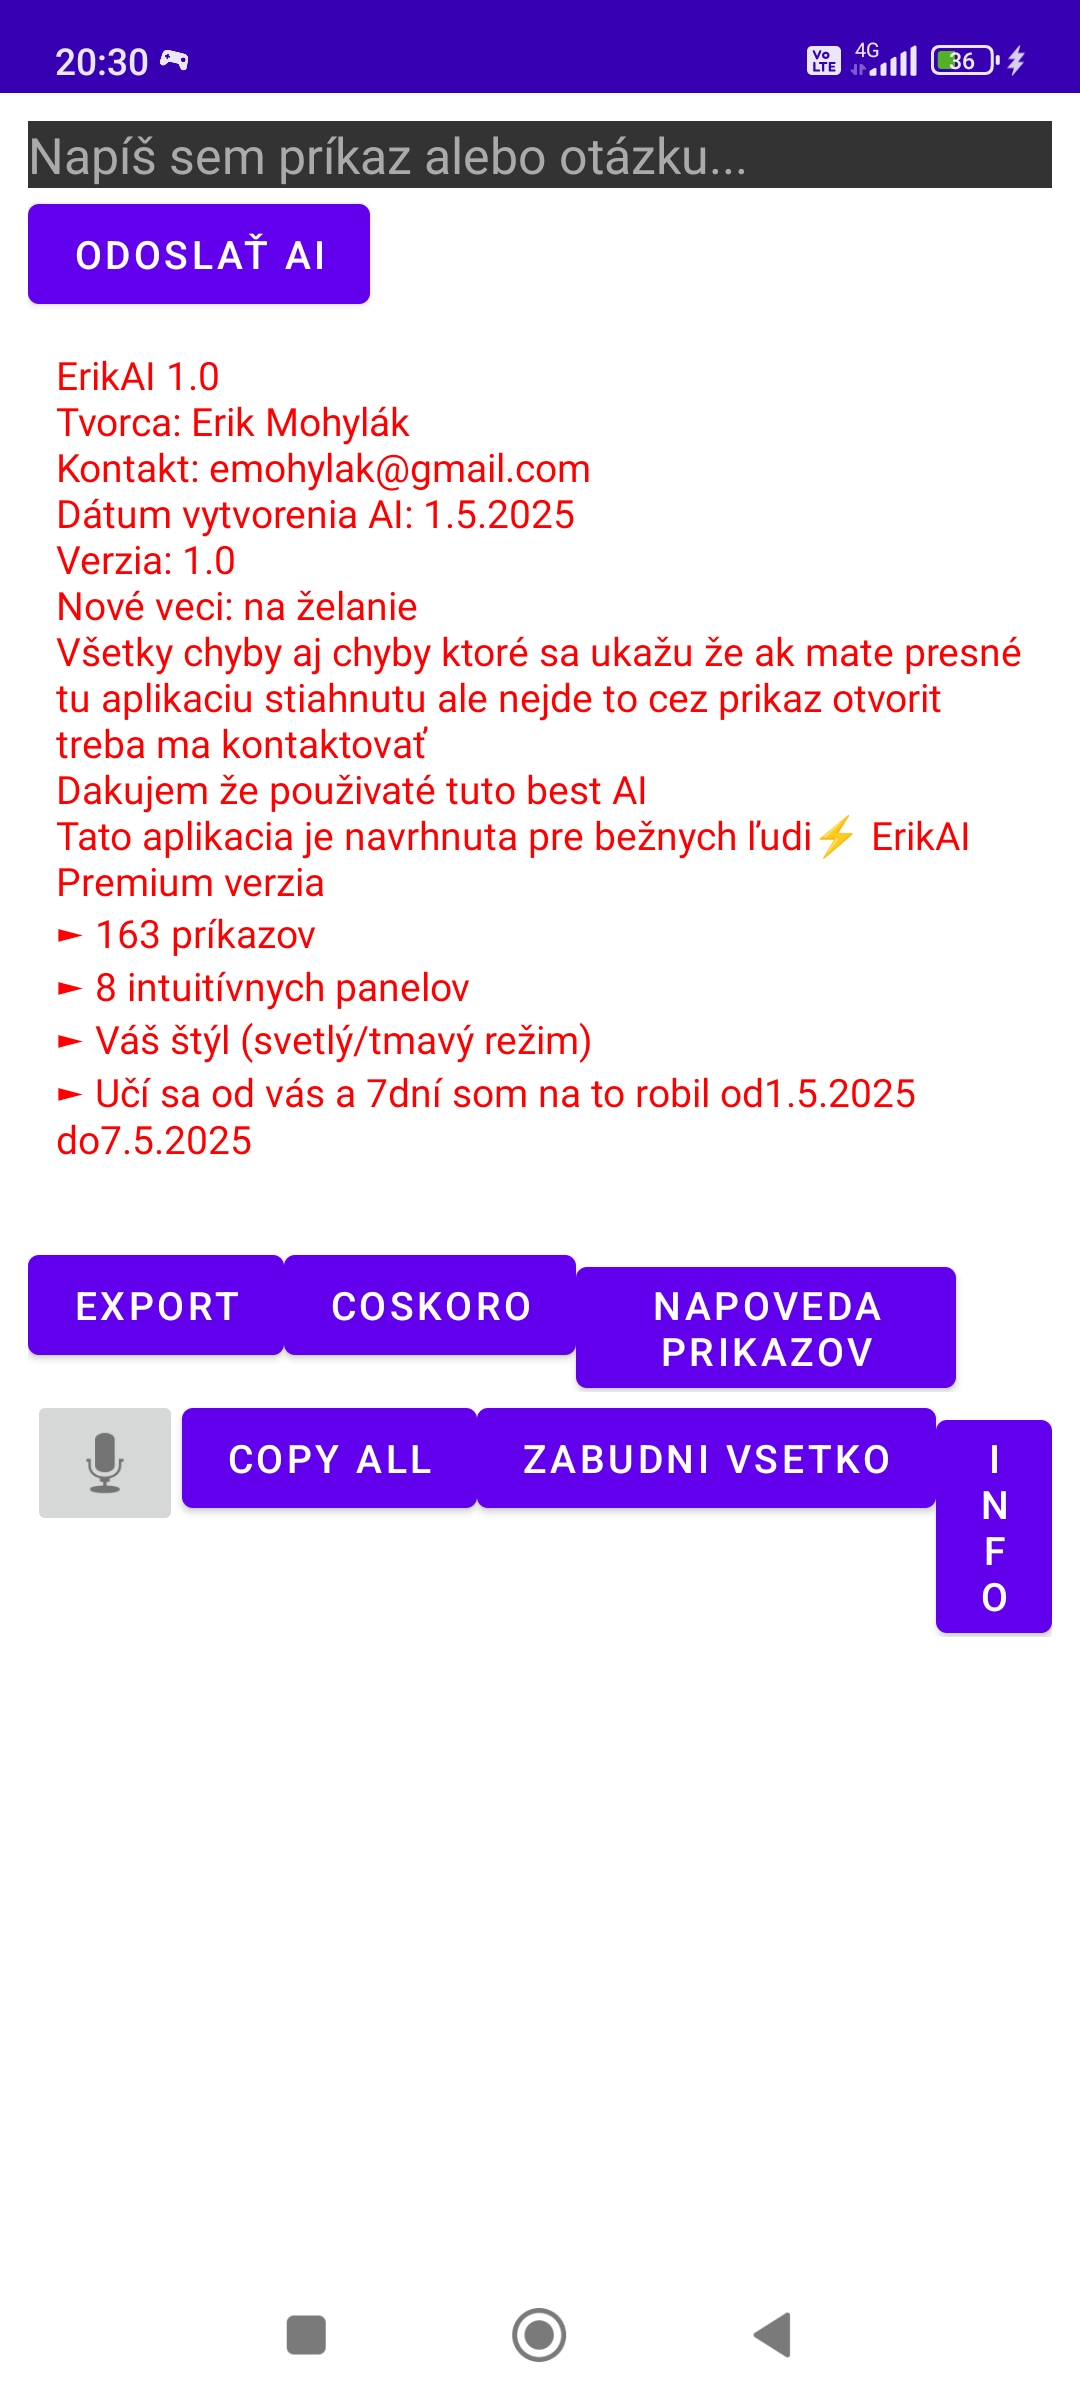 20:30
Vo LTE 4G 36
Napíš sem príkaz alebo otázku...
ODOSLAŤ AI
ErikAI 1.0
Tvorca: Erik Mohylák
Kontakt: emohylak@gmail.com
Dátum vytvorenia AI: 1.5.2025
Verzia: 1.0
Nové veci: na želanie
Všetky chyby aj chyby ktoré sa ukažu že ak mate presné
tu aplikaciu stiahnutu ale nejde to cez prikaz otvorit
treba ma kontaktovať
Dakujem že použivaté tuto best AI
Tato aplikacia je navrhnuta pre bežnych ľudi⚡ ErikAI
Premium verzia
► 163 príkazov
► 8 intuitívnych panelov
► Váš štýl (svetlý/tmavý režim)
► Učí sa od vás a 7dní som na to robil od1.5.2025
do7.5.2025
EXPORT
COSKORO
NAPOVEDA
PRIKAZOV
COPY ALL
ZABUDNI VSETKO
I
N
F
O